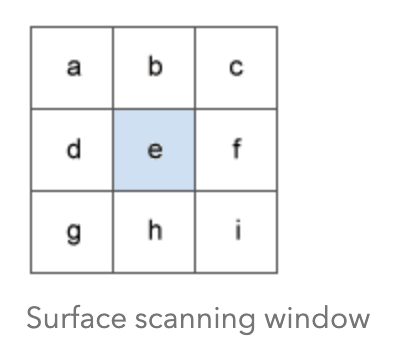 a b c
d e f
g h i
Surface scanning window